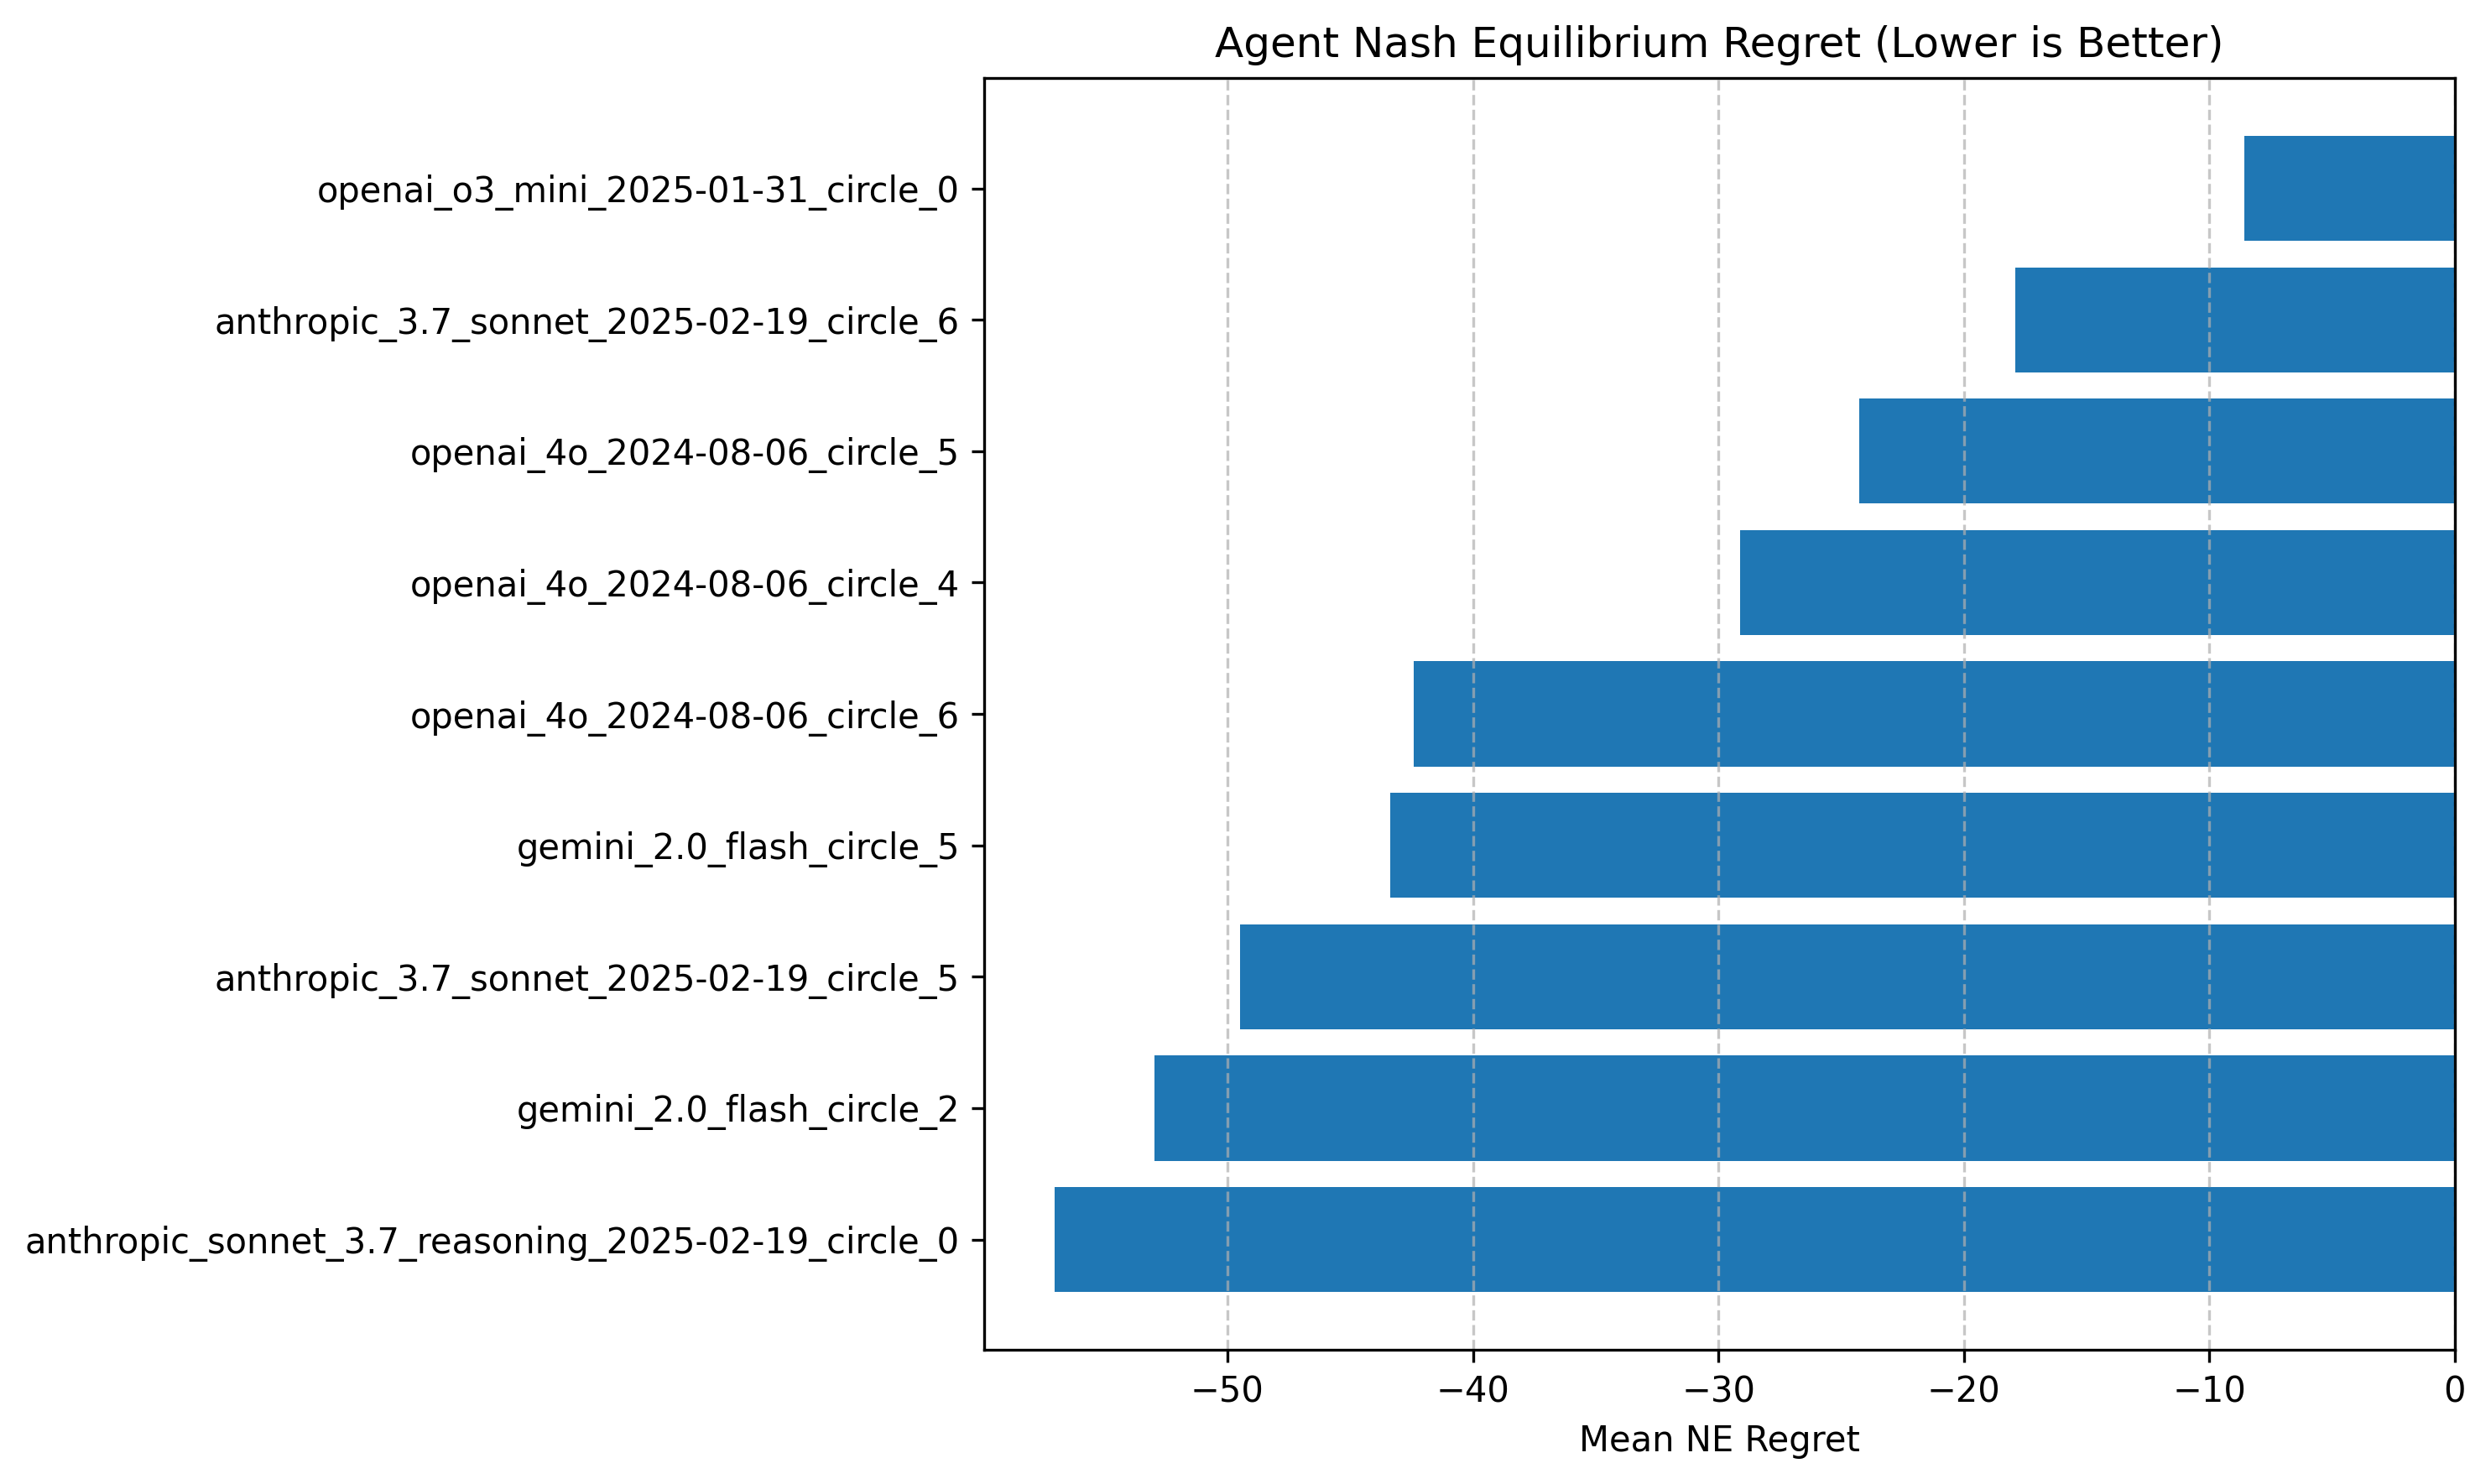 Agent Nash Equilibrium Regret (Lower is Better)
openai_o3_mini_2025-01-31_circle_0
anthropic_3.7_sonnet_2025-02-19_circle_6
openai_4o_2024-08-06_circle_5
openai_4o_2024-08-06_circle_4
openai_4o_2024-08-06_circle_6
gemini_2.0_flash_circle_5
anthropic_3.7_sonnet_2025-02-19_circle_5
gemini_2.0_flash_circle_2
anthropic_sonnet_3.7_reasoning_2025-02-19_circle_0
−50 −40 −30 −20 −10 0
Mean NE Regret